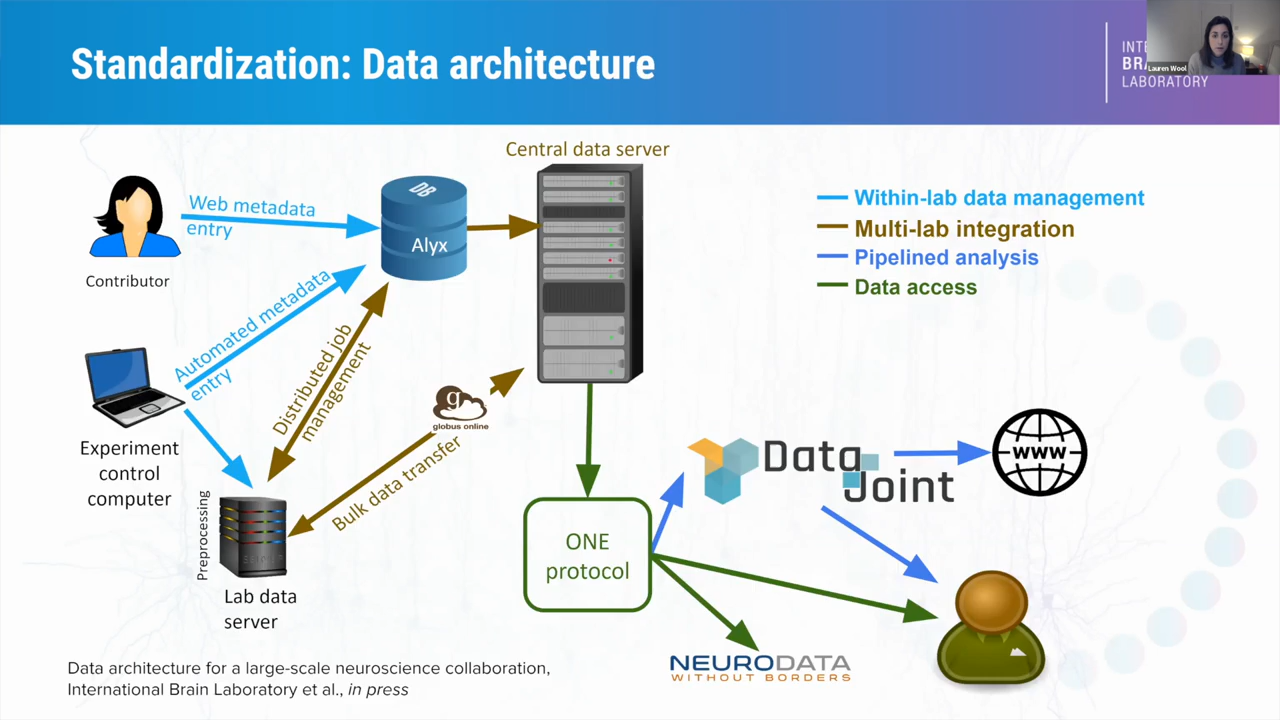 Standardization: Data architecture
INTE
BRA
LABORATORY
Lauren Wool
Central data server
Web metadata
entry
DB
Alyx
Contributor
Within-lab data management
Multi-lab integration
Pipelined analysis
Data access
Automated metadata
entry
Distributed job
management
Experiment
control
computer
g
globus online
Bulk data transfer
Preprocessing
Lab data
server
ONE
protocol
Data
Joint
WWW
NEURODATA
WITHOUT BORDERS
Data architecture for a large-scale neuroscience collaboration,
International Brain Laboratory et al., in press